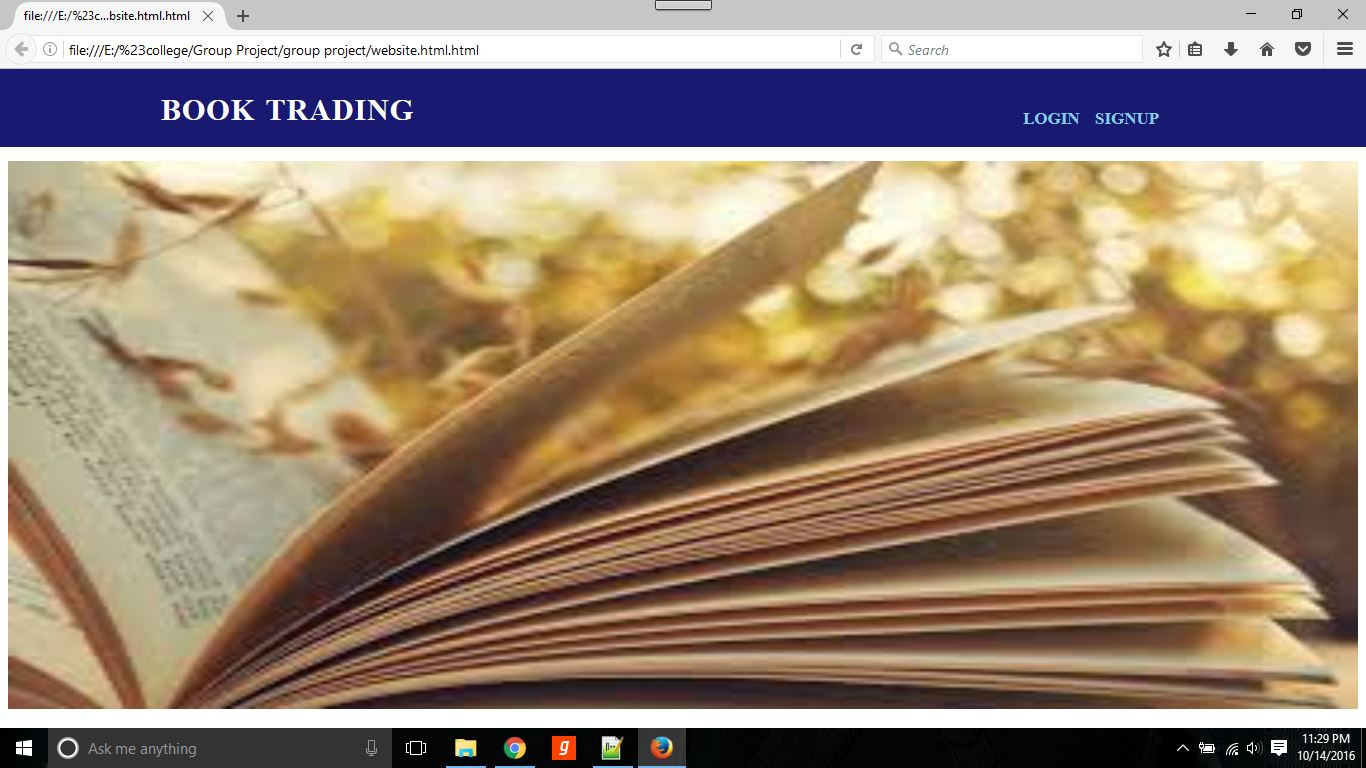 file:///E:/%23c...bsite.html.html
file:///E:/%23college/Group Project/group project/website.html.html
Search
BOOK TRADING
LOGIN SIGNUP
Ask me anything
g
11:29 PM
10/14/2016